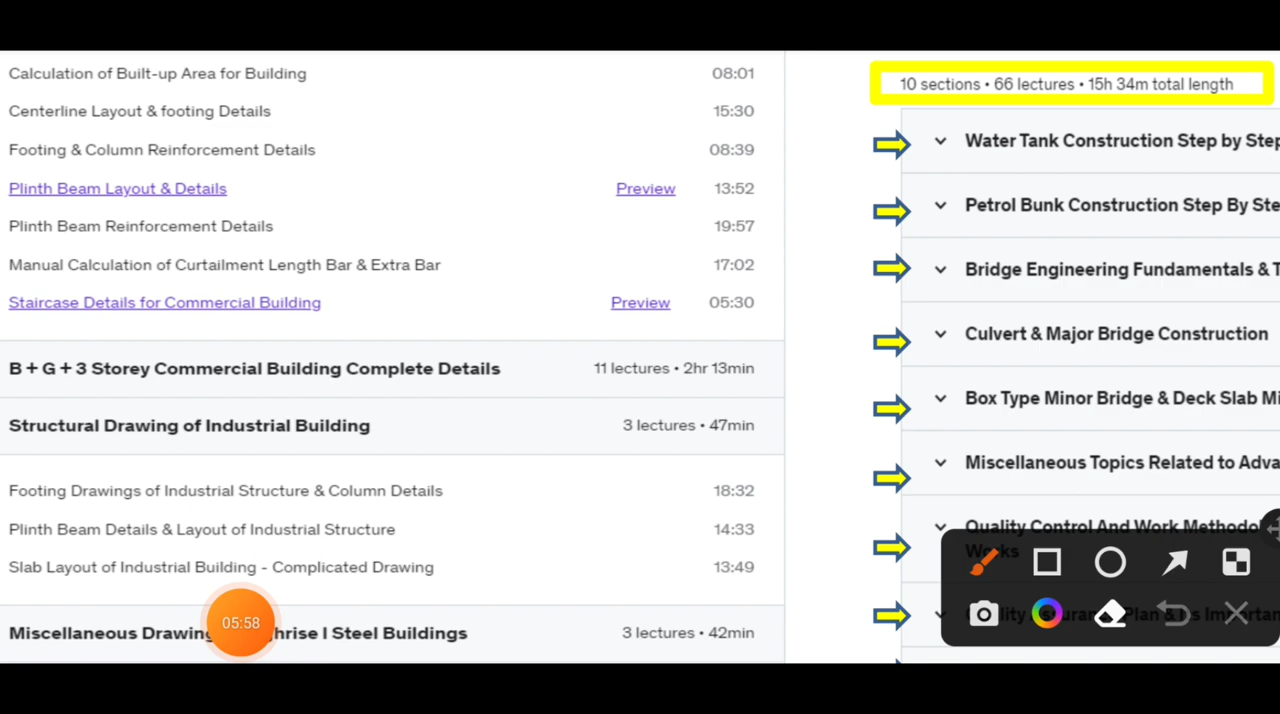 Calculation of Built-up Area for Building 08:01
Centerline Layout & footing Details 15:30
Footing & Column Reinforcement Details 08:39
Plinth Beam Layout & Details Preview 13:52
Plinth Beam Reinforcement Details 19:57
Manual Calculation of Curtailment Length Bar & Extra Bar 17:02
Staircase Details for Commercial Building Preview 05:30
B + G + 3 Storey Commercial Building Complete Details 11 lectures • 2hr 13min
Structural Drawing of Industrial Building 3 lectures • 47min
Footing Drawings of Industrial Structure & Column Details 18:32
Plinth Beam Details & Layout of Industrial Structure 14:33
Slab Layout of Industrial Building - Complicated Drawing 13:49
Miscellaneous I Steel Buildings 3 lectures • 42min
05:58
10 sections • 66 lectures • 15h 34m total length
Water Tank Construction Step by Step
Petrol Bunk Construction Step By
Bridge Engineering Fundamentals &
Culvert & Major Bridge Construction
Box Type Minor Bridge & Deck Slab
Miscellaneous Topics Related to
Quality Control And Work
Works
Plan & Its